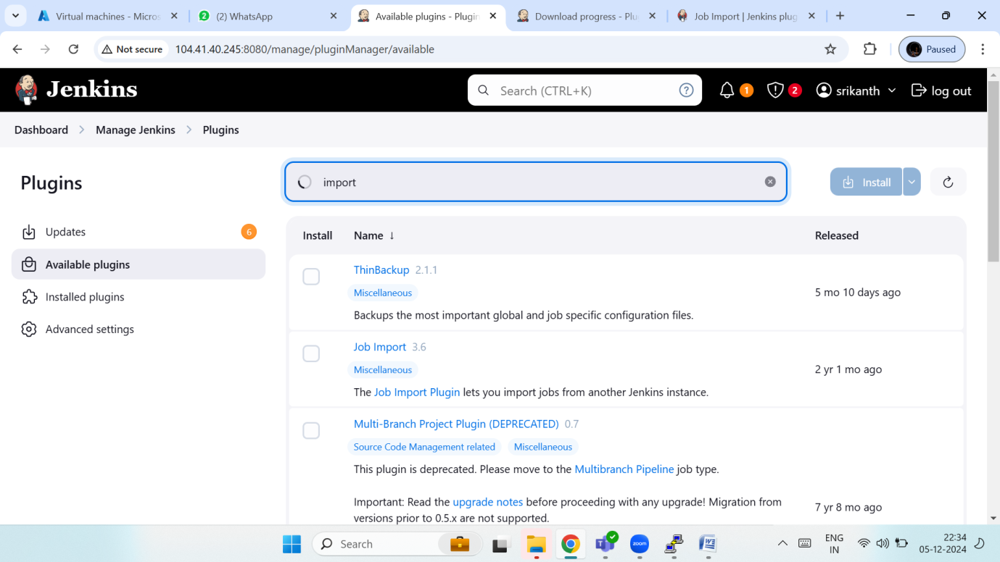 Virtual machines - Micros
(2) WhatsApp
Available plugins - Plugin
Download progress - Plu
Job Import | Jenkins plug
Not secure
104.41.40.245:8080/manage/pluginManager/available
Paused
Jenkins
Search (CTRL+K)
?
1
2
srikanth
log out
Dashboard
Manage Jenkins
Plugins
Plugins
import
Install
Updates
6
Available plugins
Installed plugins
Advanced settings
Install
Name ↓
Released
ThinBackup 2.1.1
Miscellaneous
Backups the most important global and job specific configuration files.
5 mo 10 days ago
Job Import 3.6
Miscellaneous
The Job Import Plugin lets you import jobs from another Jenkins instance.
2 yr 1 mo ago
Multi-Branch Project Plugin (DEPRECATED) 0.7
Source Code Management related
Miscellaneous
This plugin is deprecated. Please move to the Multibranch Pipeline job type.
Important: Read the upgrade notes before proceeding with any upgrade! Migration from
versions prior to 0.5.x are not supported.
7 yr 8 mo ago
Search
zoom
ENG
IN
22:34
05-12-2024